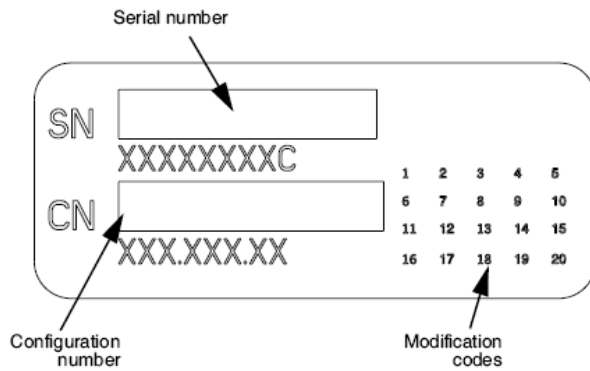 Serial number
SN
XXXXXXXXC
CN
XXX.XXX.XX
1 2 3 4 5
6 7 8 9 10
11 12 13 14 15
16 17 18 19 20
Configuration
number
Modification
codes